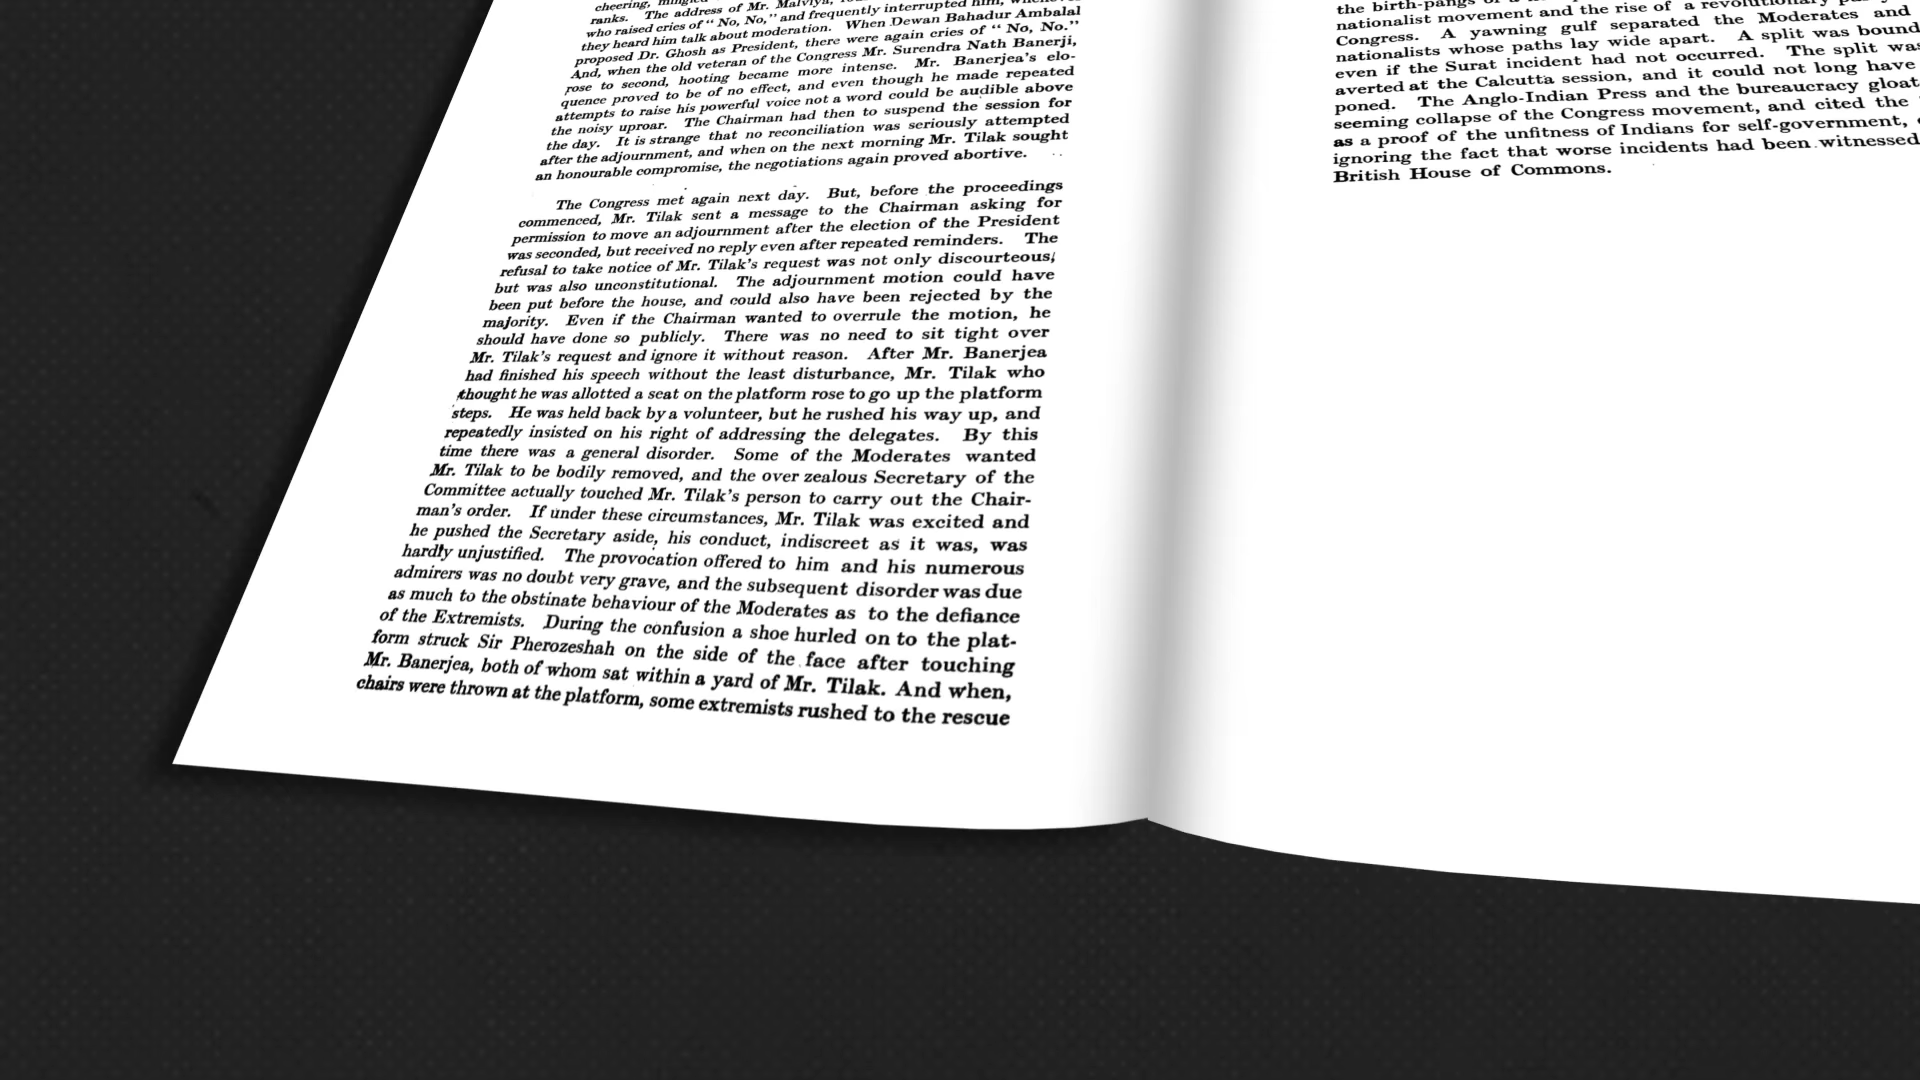 cheering, mingled
ranks. The address of Mr. Malviya,
who raised cries of " No, No," and frequently interrupted him, whenever
they heard him talk about moderation. When Dewan Bahadur Ambalal
proposed Dr. Ghosh as President, there were again cries of " No, No."
And, when the old veteran of the Congress Mr. Surendra Nath Banerji,
rose to second, hooting became more intense. Mr. Banerjea's elo-
quence proved to be of no effect, and even though he made repeated
attempts to raise his powerful voice not a word could be audible above
the noisy uproar. The Chairman had then to suspend the session for
the day. It is strange that no reconciliation was seriously attempted
after the adjournment, and when on the next morning Mr. Tilak sought
an honourable compromise, the negotiations again proved abortive.
The Congress met again next day. But, before the proceedings
commenced, Mr. Tilak sent a message to the Chairman asking for
permission to move an adjournment after the election of the President
was seconded, but received no reply even after repeated reminders. The
refusal to take notice of Mr. Tilak's request was not only discourteous,
but was also unconstitutional. The adjournment motion could have
been put before the house, and could also have been rejected by the
majority. Even if the Chairman wanted to overrule the motion, he
should have done so publicly. There was no need to sit tight over
Mr. Tilak's request and ignore it without reason. After Mr. Banerjea
had finished his speech without the least disturbance, Mr. Tilak who
thought he was allotted a seat on the platform rose to go up the platform
steps. He was held back by a volunteer, but he rushed his way up, and
repeatedly insisted on his right of addressing the delegates. By this
time there was a general disorder. Some of the Moderates wanted
Mr. Tilak to be bodily removed, and the over zealous Secretary of the
Committee actually touched Mr. Tilak's person to carry out the Chair-
man's order. If under these circumstances, Mr. Tilak was excited and
he pushed the Secretary aside, his conduct, indiscreet as it was, was
hardly unjustified. The provocation offered to him and his numerous
admirers was no doubt very grave, and the subsequent disorder was due
as much to the obstinate behaviour of the Moderates as to the defiance
of the Extremists. During the confusion a shoe hurled on to the plat-
form struck Sir Pherozeshah on the side of the face after touching
Mr. Banerjea, both of whom sat within a yard of Mr. Tilak. And when,
chairs were thrown at the platform, some extremists rushed to the rescue
the birth-pangs of a
nationalist movement and the rise of a revolutionary
Congress. A yawning gulf separated the Moderates and
nationalists whose paths lay wide apart. A split was bound
even if the Surat incident had not occurred. The split was
averted at the Calcutta session, and it could not long have
poned. The Anglo-Indian Press and the bureaucracy gloat
seeming collapse of the Congress movement, and cited the
as a proof of the unfitness of Indians for self-government,
ignoring the fact that worse incidents had been witnessed
British House of Commons.